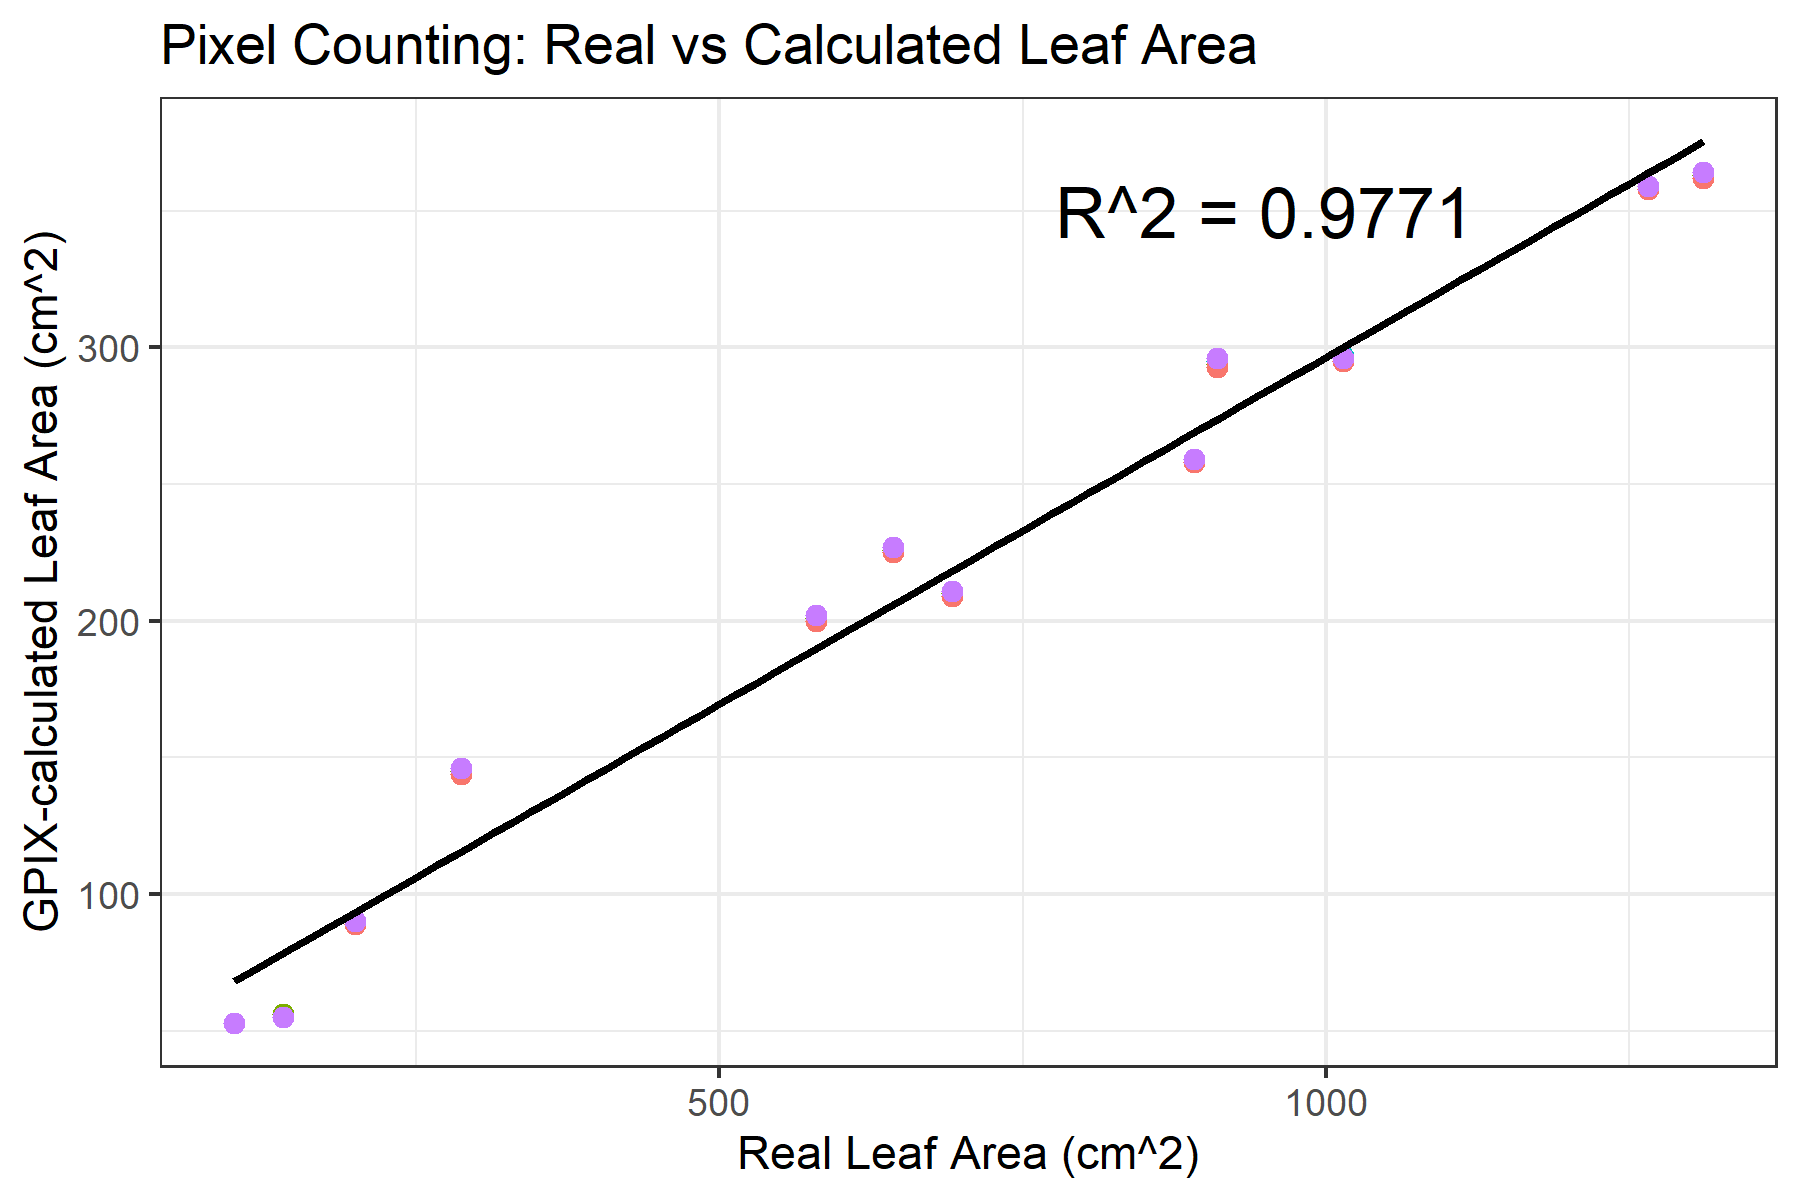 Pixel Counting: Real vs Calculated Leaf Area
R^2 = 0.9771
GPIX-calculated Leaf Area (cm^2)
300
200
100
500
1000
Real Leaf Area (cm^2)